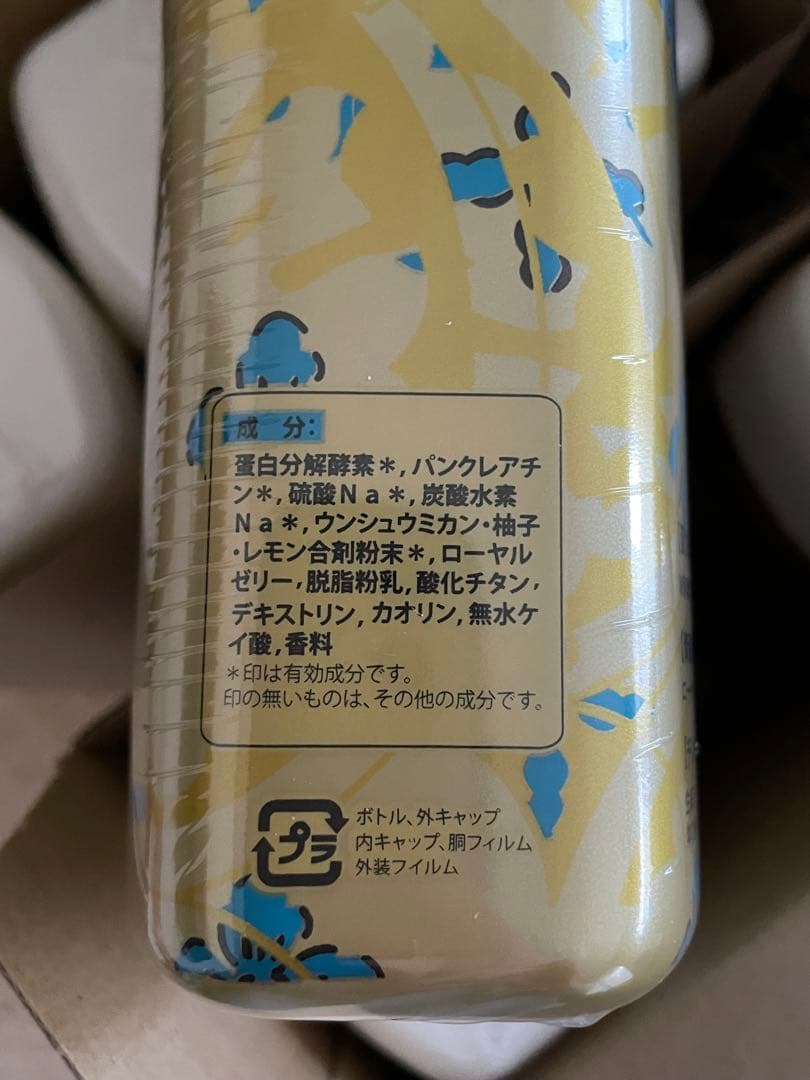 成 分:
蛋白分解酵素＊, パンクレアチ
ン＊, 硫酸Ｎａ＊, 炭酸水素
Ｎａ＊, ウンシュウミカン・柚子
・レモン合剤粉末＊, ローヤル
ゼリー, 脱脂粉乳, 酸化チタン,
デキストリン, カオリン, 無水ケ
イ酸, 香料
＊印は有効成分です。
印の無いものは、その他の成分です。
プラ
ボトル、外キャップ
内キャップ、胴フィルム
外装フイルム